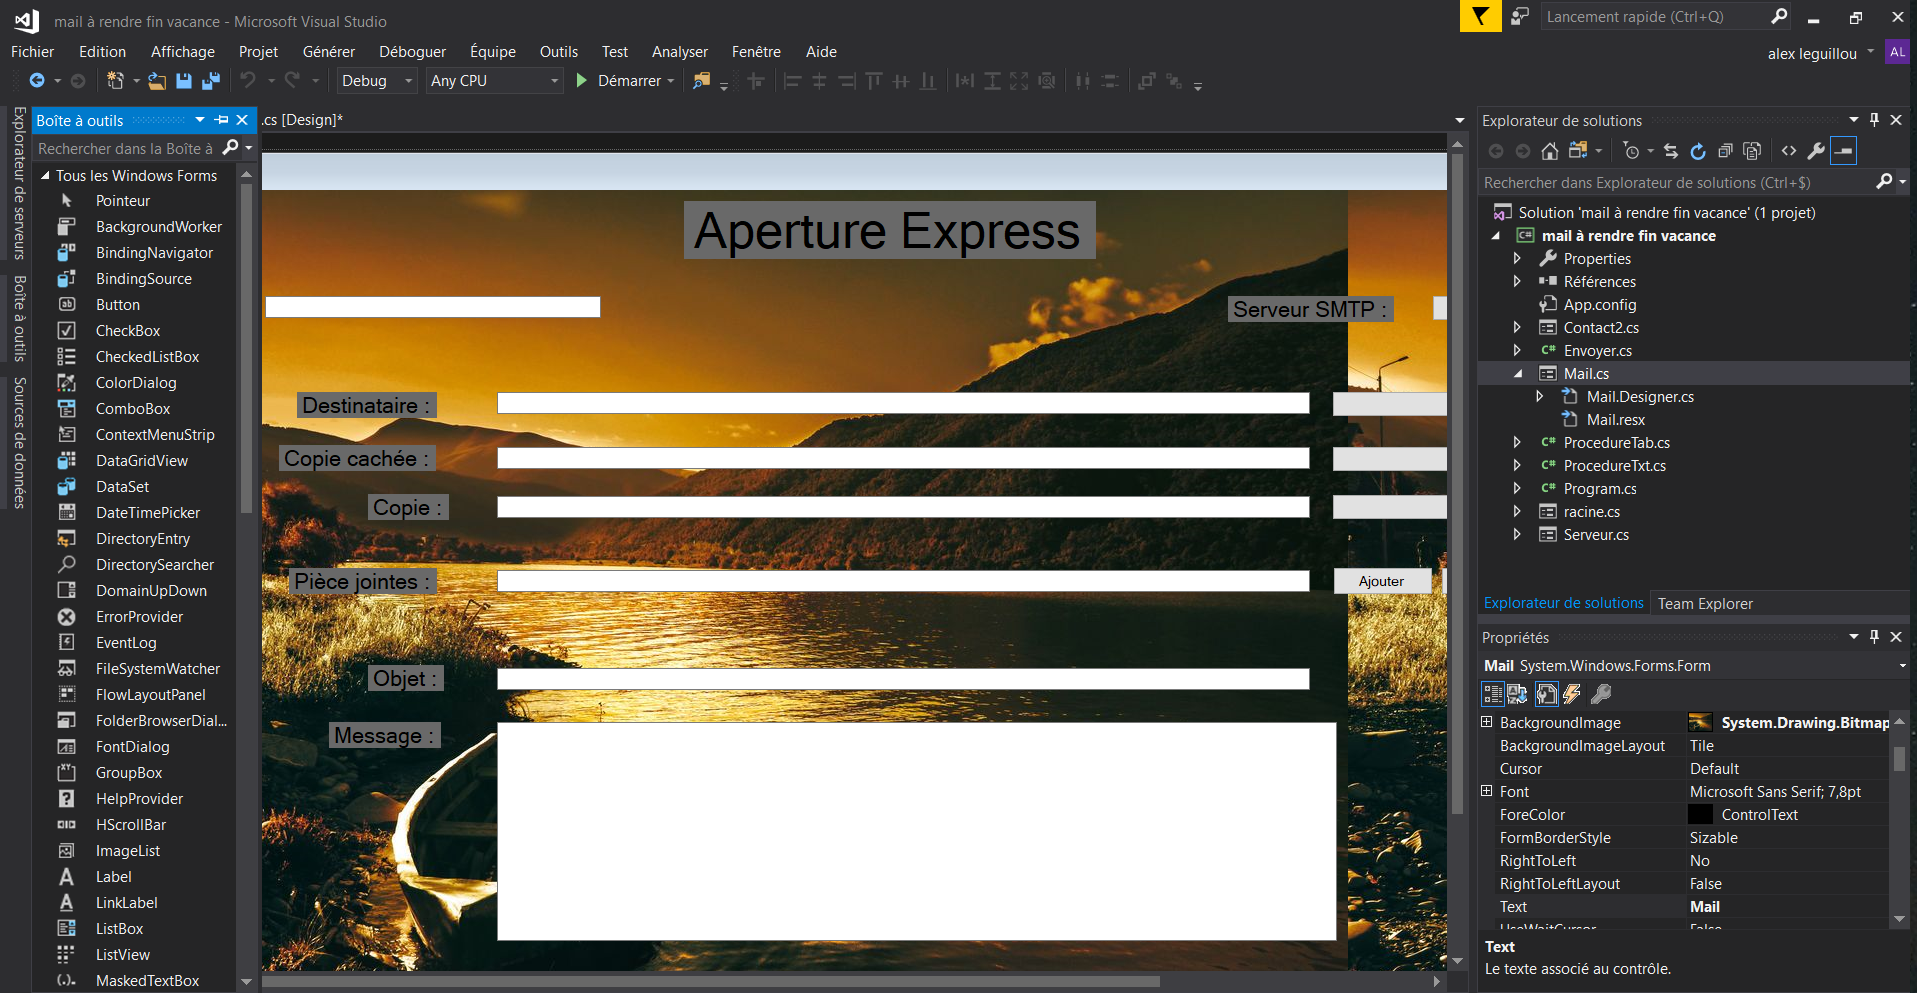 mail à rendre fin vacance - Microsoft Visual Studio
Lancement rapide (Ctrl+Q)
Fichier Edition Affichage Projet Générer Déboguer Équipe Outils Test Analyser Fenêtre Aide
alex leguillou AL
Debug Any CPU Démarrer
Explorateur de serveurs
Boîte à outils
Sources de données
Boîte à outils
Rechercher dans la Boîte à
Tous les Windows Forms
Pointeur
BackgroundWorker
BindingNavigator
BindingSource
Button
CheckBox
CheckedListBox
ColorDialog
ComboBox
ContextMenuStrip
DataGridView
DataSet
DateTimePicker
DirectoryEntry
DirectorySearcher
DomainUpDown
ErrorProvider
EventLog
FileSystemWatcher
FlowLayoutPanel
FolderBrowserDial...
FontDialog
GroupBox
HelpProvider
HScrollBar
ImageList
Label
LinkLabel
ListBox
ListView
MaskedTextBox
.cs [Design]*
Aperture Express
Serveur SMTP :
Destinataire :
Copie cachée :
Copie :
Pièce jointes :
Ajouter
Objet :
Message :
Explorateur de solutions
Rechercher dans Explorateur de solutions (Ctrl+$)
Solution 'mail à rendre fin vacance' (1 projet)
C# mail à rendre fin vacance
Properties
Références
App.config
Contact2.cs
C# Envoyer.cs
Mail.cs
Mail.Designer.cs
Mail.resx
C# ProcedureTab.cs
C# ProcedureTxt.cs
C# Program.cs
racine.cs
Serveur.cs
Explorateur de solutions Team Explorer
Propriétés
Mail System.Windows.Forms.Form
BackgroundImage System.Drawing.Bitmap
BackgroundImageLayout Tile
Cursor Default
Font Microsoft Sans Serif; 7,8pt
ForeColor ControlText
FormBorderStyle Sizable
RightToLeft No
RightToLeftLayout False
Text Mail
UseWaitCursor False
Text
Le texte associé au contrôle.